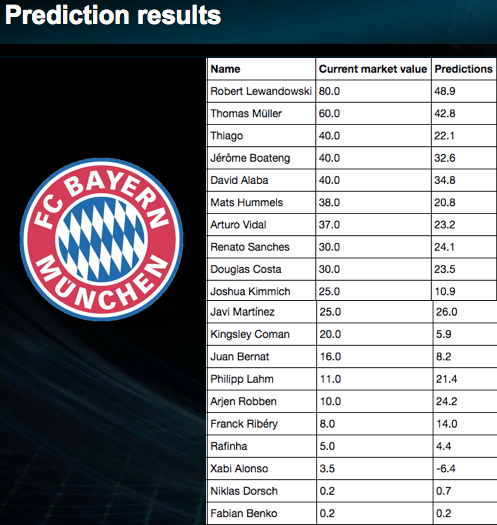 Prediction results
FC BAYERN
MÜNCHEN
Name Current market value Predictions
Robert Lewandowski 80.0 48.9
Thomas Müller 60.0 42.8
Thiago 40.0 22.1
Jérôme Boateng 40.0 32.6
David Alaba 40.0 34.8
Mats Hummels 38.0 20.8
Arturo Vidal 37.0 23.2
Renato Sanches 30.0 24.1
Douglas Costa 30.0 23.5
Joshua Kimmich 25.0 10.9
Javi Martínez 25.0 26.0
Kingsley Coman 20.0 5.9
Juan Bernat 16.0 8.2
Philipp Lahm 11.0 21.4
Arjen Robben 10.0 24.2
Franck Ribéry 8.0 14.0
Rafinha 5.0 4.4
Xabi Alonso 3.5 -6.4
Niklas Dorsch 0.2 0.7
Fabian Benko 0.2 0.2